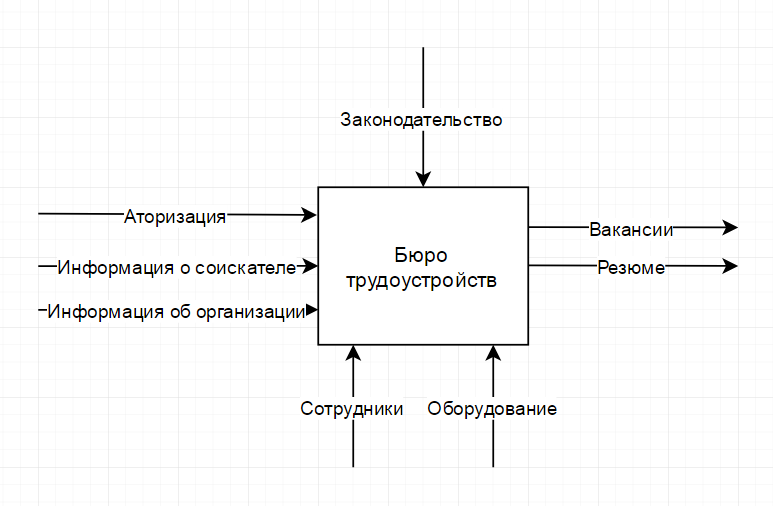 Законодательство
Аторизация
Информация о соискателе
Информация об организации
Бюро
трудоустройств
Вакансии
Резюме
Сотрудники
Оборудование